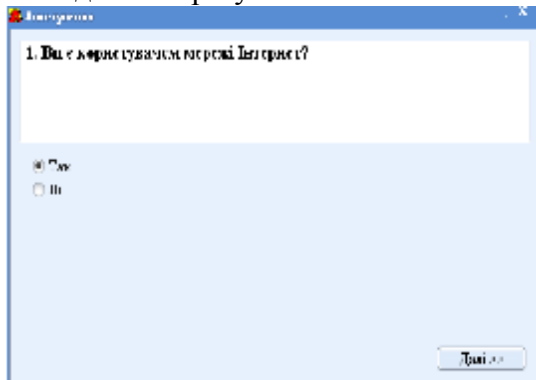 1. Ви є користувачем мережі Інтернет?
Так
Ні
Далі >>